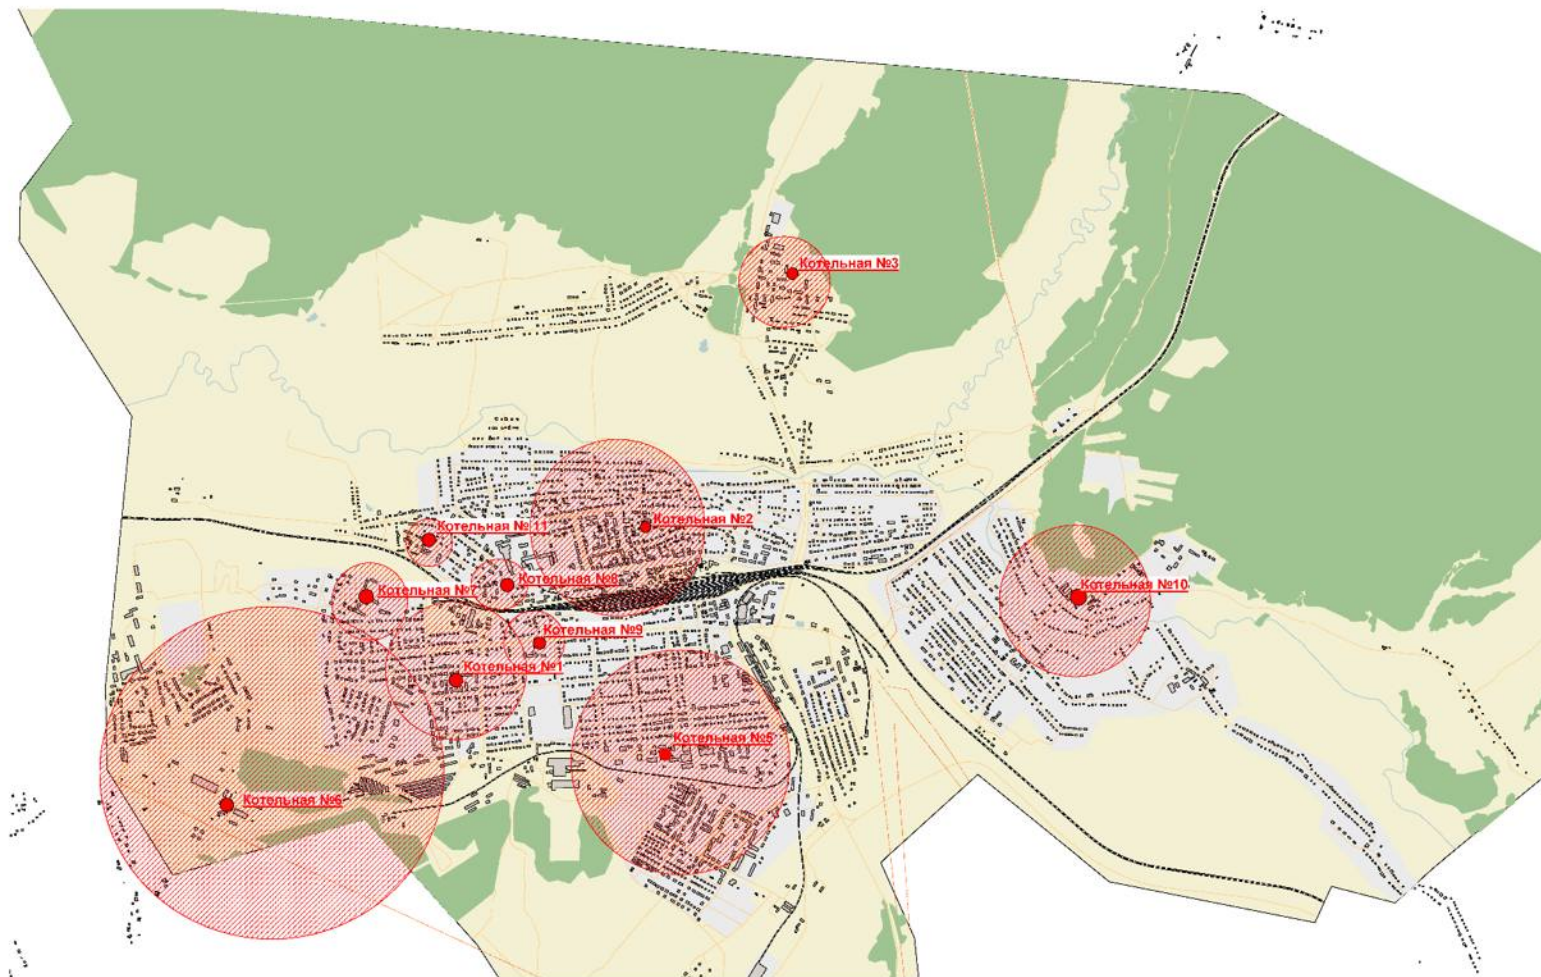 Котельная №3
Котельная №2
Котельная № 11
Котельная №8
Котельная №7
Котельная №10
Котельная №9
Котельная №1
Котельная №5
Котельная №6